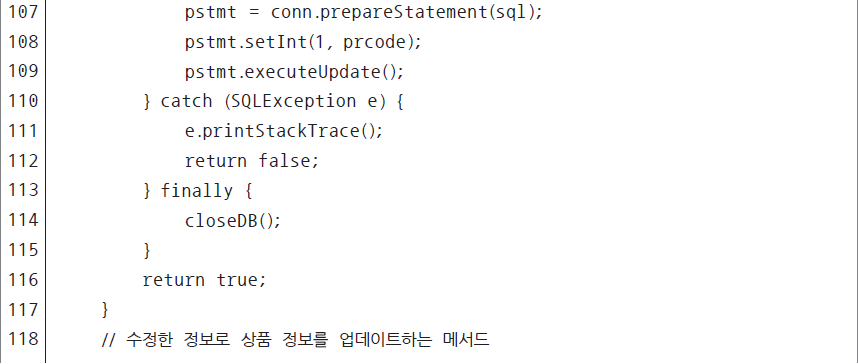 107 pstmt = conn.prepareStatement(sql);
108 pstmt.setInt(1, prcode);
109 pstmt.executeUpdate();
110 } catch (SQLException e) {
111 e.printStackTrace();
112 return false;
113 } finally {
114 closeDB();
115 }
116 return true;
117 }
118 // 수정한 정보로 상품 정보를 업데이트하는 메서드